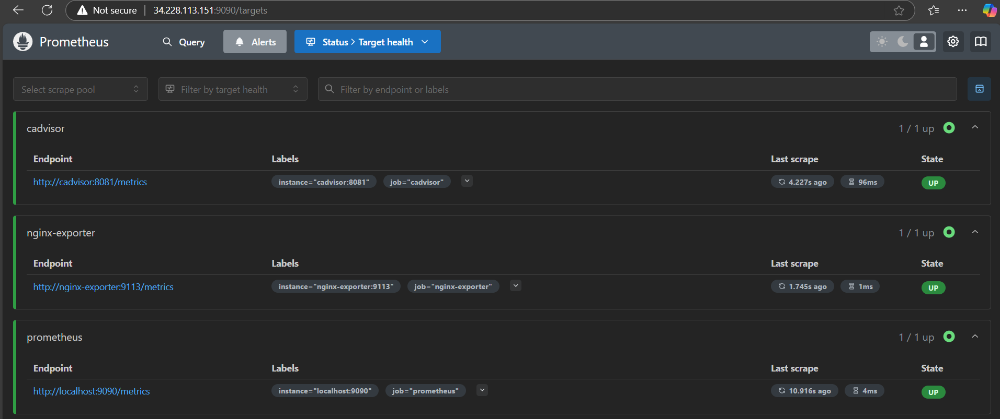 Not secure 34.228.113.151:9090/targets
Prometheus Query Alerts Status > Target health
Select scrape pool Filter by target health Filter by endpoint or labels
cadvisor 1 / 1 up
Endpoint Labels Last scrape State
http://cadvisor:8081/metrics instance="cadvisor:8081" job="cadvisor" 4.227s ago 96ms UP
nginx-exporter 1 / 1 up
Endpoint Labels Last scrape State
http://nginx-exporter:9113/metrics instance="nginx-exporter:9113" job="nginx-exporter" 1.745s ago 1ms UP
prometheus 1 / 1 up
Endpoint Labels Last scrape State
http://localhost:9090/metrics instance="localhost:9090" job="prometheus" 10.916s ago 4ms UP